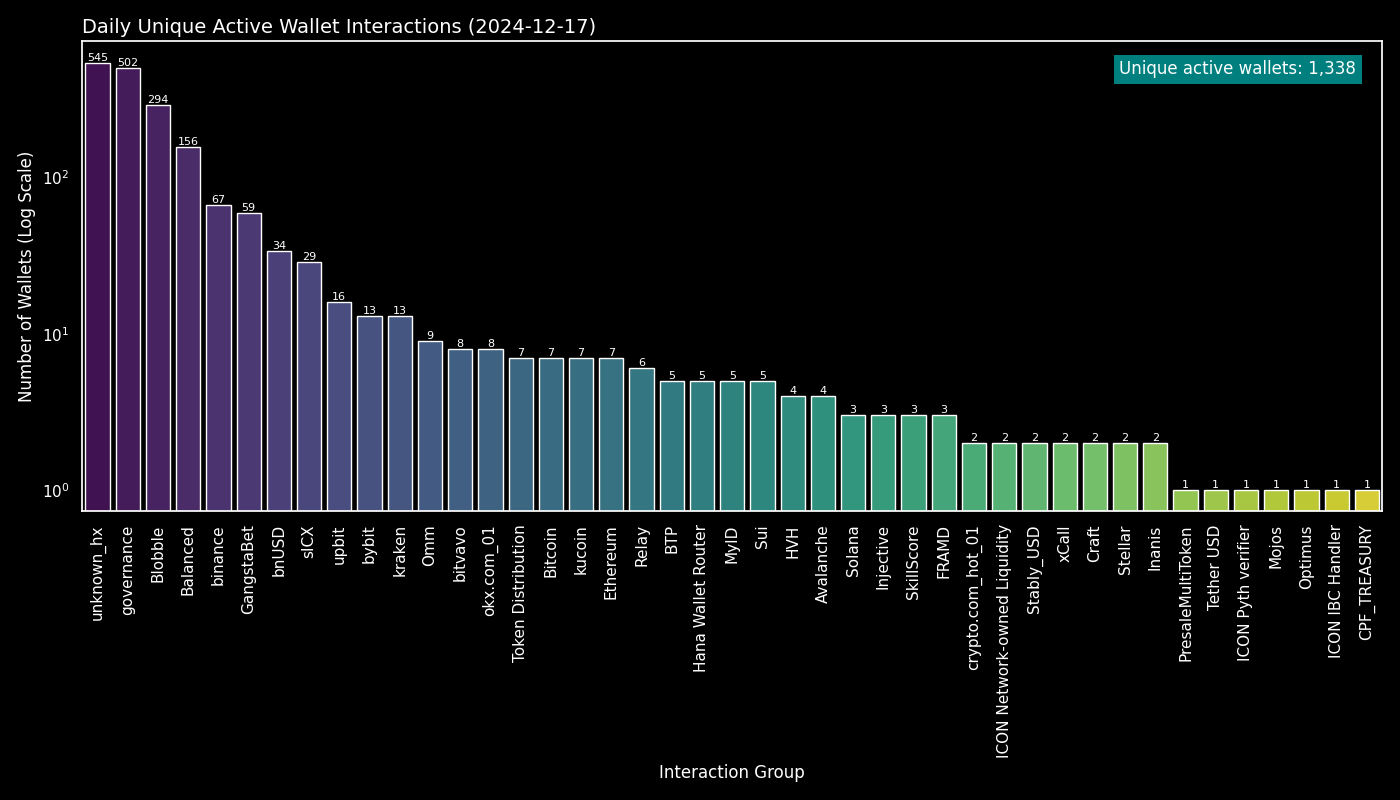 Daily Unique Active Wallet Interactions (2024-12-17)
Unique active wallets: 1,338
Number of Wallets (Log Scale)
10²
10¹
10⁰
545
502
294
156
67
59
34
29
16
13
13
9
8
8
7
7
7
7
6
5
5
5
5
4
4
3
3
3
3
2
2
2
2
2
2
2
1
1
1
1
1
1
1
unknown_hx
governance
Blobble
Balanced
binance
GangstaBet
bnUSD
sICX
upbit
bybit
kraken
Omm
bitvavo
okx.com_01
Token Distribution
Bitcoin
kucoin
Ethereum
Relay
BTP
Hana Wallet Router
MyID
Sui
HVH
Avalanche
Solana
Injective
SkillScore
FRAMD
crypto.com_hot_01
ICON Network-owned Liquidity
Stably_USD
xCall
Craft
Stellar
Inanis
PresaleMultiToken
Tether USD
ICON Pyth verifier
Mojos
Optimus
ICON IBC Handler
CPF_TREASURY
Interaction Group